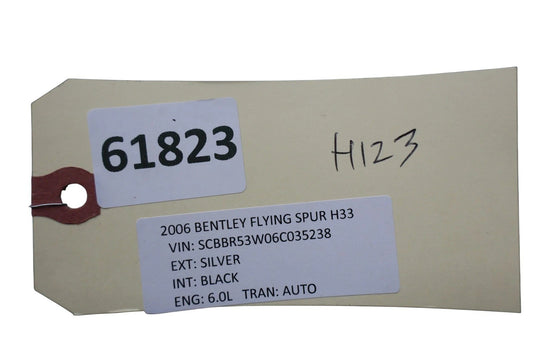 61823
H123
2006 BENTLEY FLYING SPUR H33
VIN: SCBBR53W06C035238
EXT: SILVER
INT: BLACK
ENG: 6.0L TRAN: AUTO